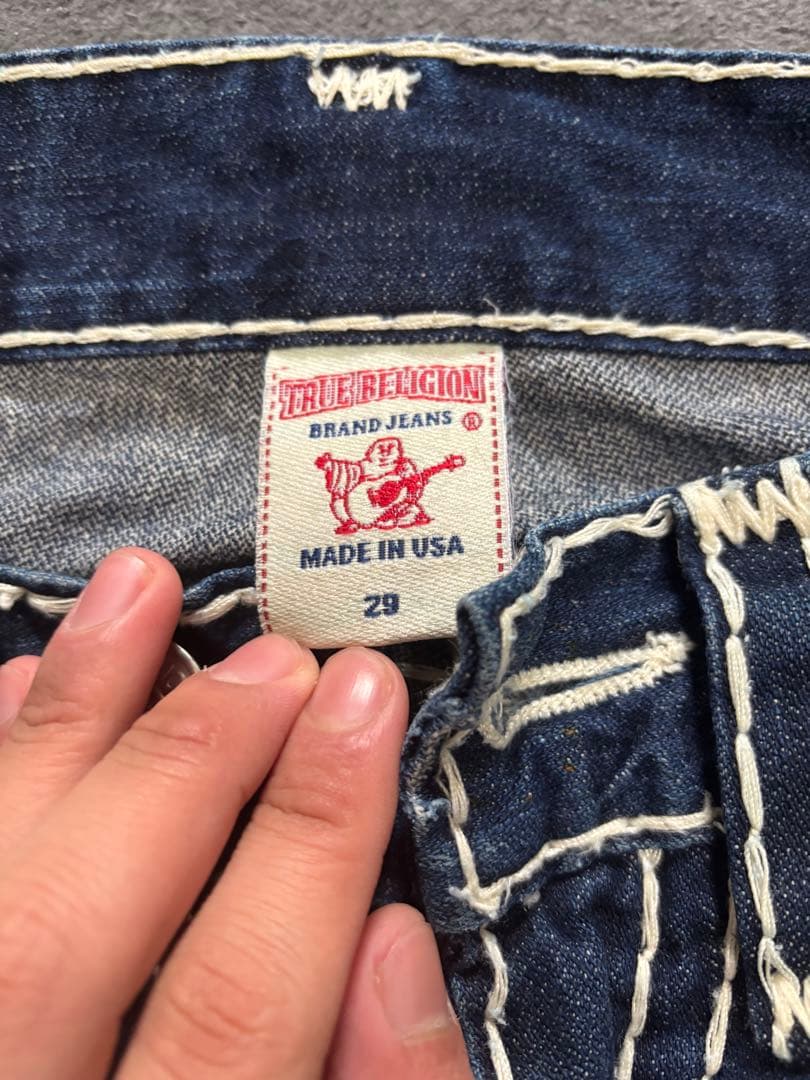 TRUE RELIGION
BRAND JEANS ®
MADE IN USA
29